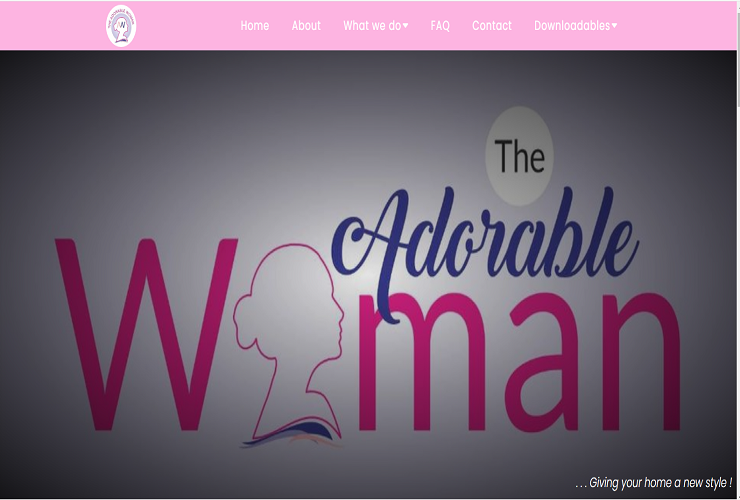 Home About What we do FAQ Contact Downloadables
The
Adorable
Woman
... Giving your home a new style !